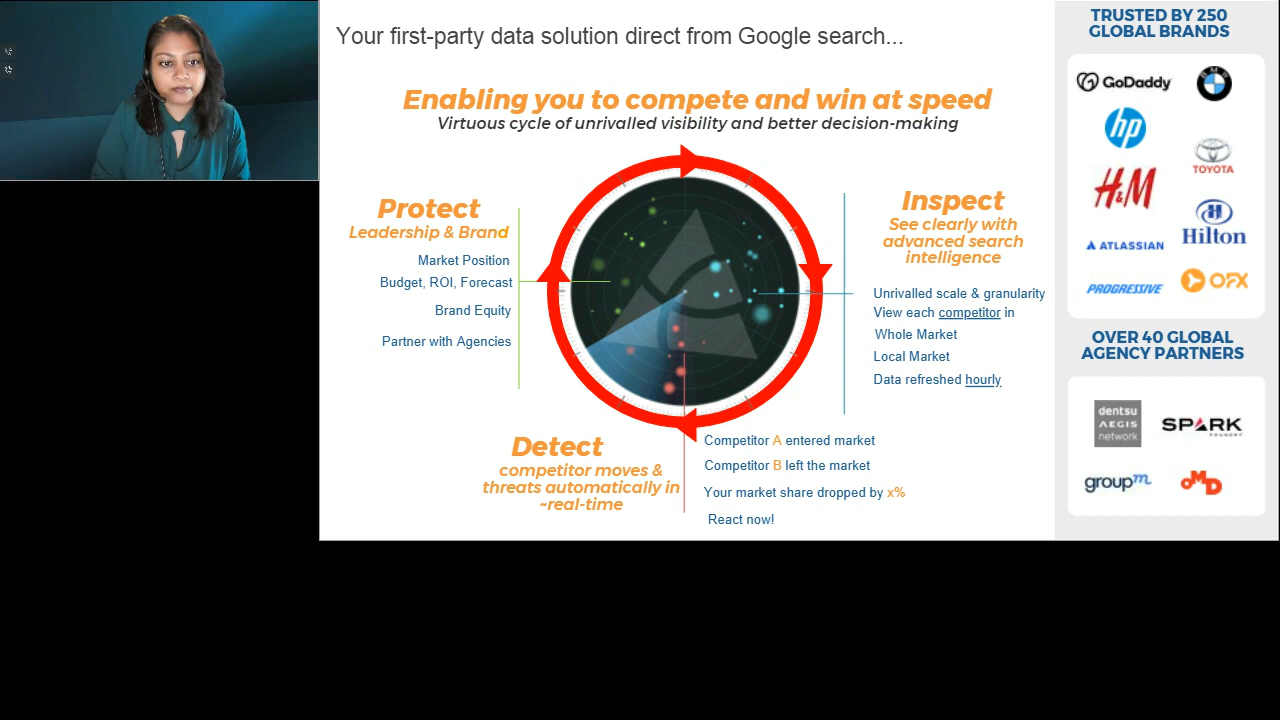 Your first-party data solution direct from Google search...
Enabling you to compete and win at speed
Virtuous cycle of unrivalled visibility and better decision-making
Protect
Leadership & Brand
Market Position
Budget, ROI, Forecast
Brand Equity
Partner with Agencies
Inspect
See clearly with
advanced search
intelligence
Unrivalled scale & granularity
View each competitor in
Whole Market
Local Market
Data refreshed hourly
Detect
competitor moves &
threats automatically in
~real-time
Competitor A entered market
Competitor B left the market
Your market share dropped by x%
React now!
TRUSTED BY 250
GLOBAL BRANDS
GoDaddy
BMW
hp
TOYOTA
H&M
Hilton
ATLASSIAN
PROGRESSIVE
OFX
OVER 40 GLOBAL
AGENCY PARTNERS
dentsu
AEGIS
network
SPARK
FOUNDRY
groupm
OMD